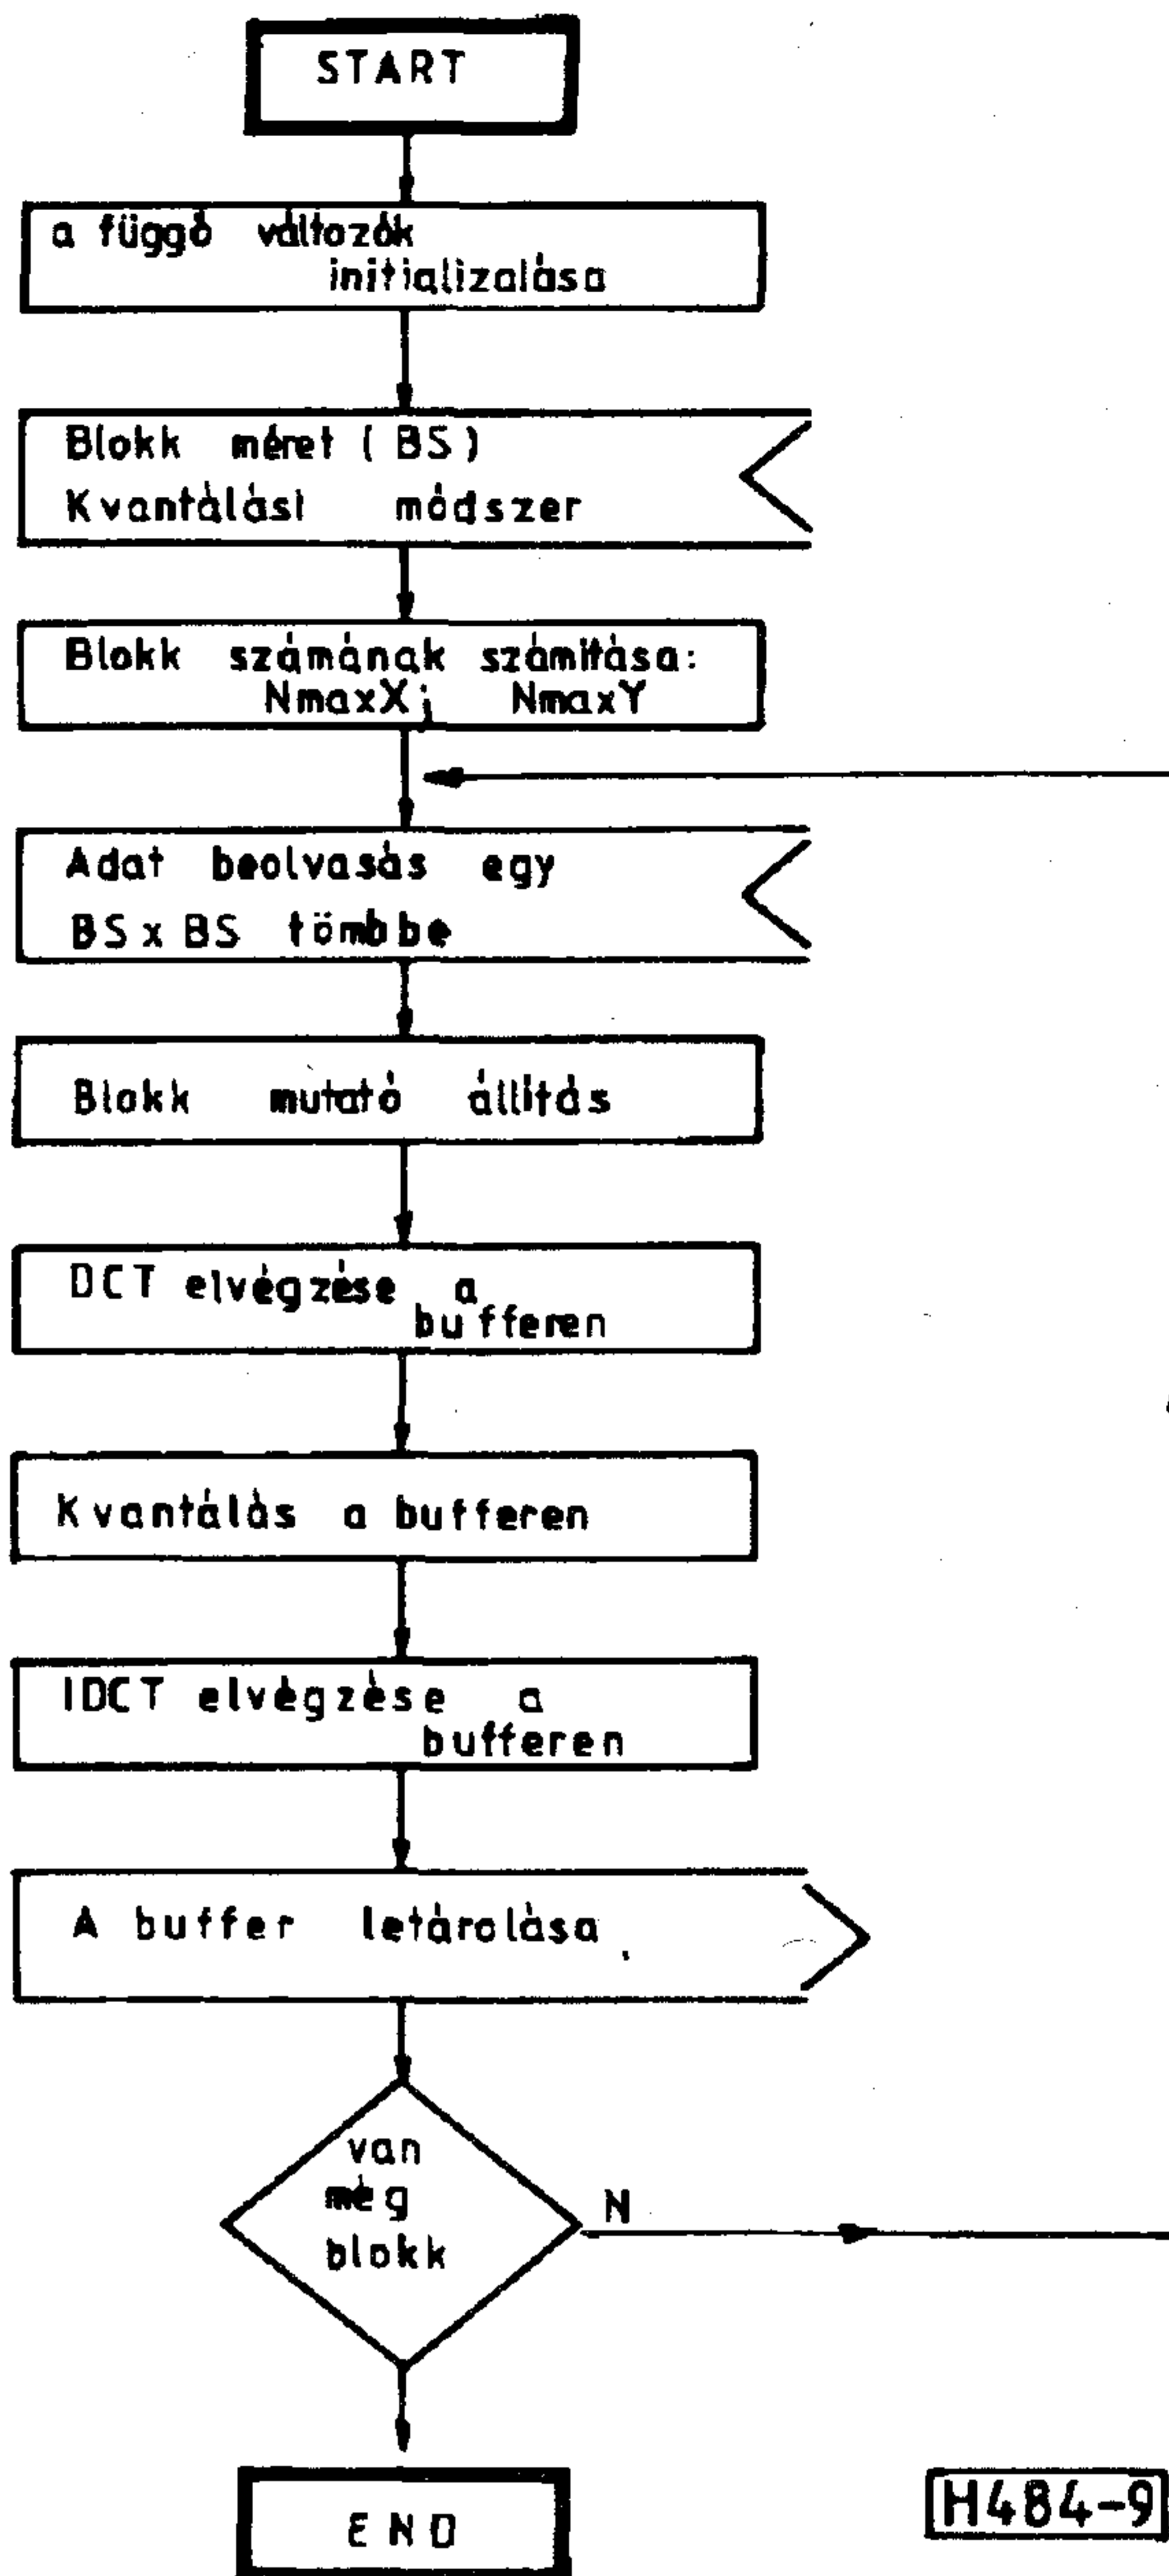 START
a függő változók
initializalása
Blokk méret (BS)
Kvantálási módszer
Blokk számának számítása:
NmaxX; NmaxY
Adat beolvasás egy
BS x BS tömbbe
Blokk mutató állítás
DCT elvégzése a
bufferen
Kvantálás a bufferen
IDCT elvégzése a
bufferen
A buffer letárolása
van
még
blokk
N
END
H484-9